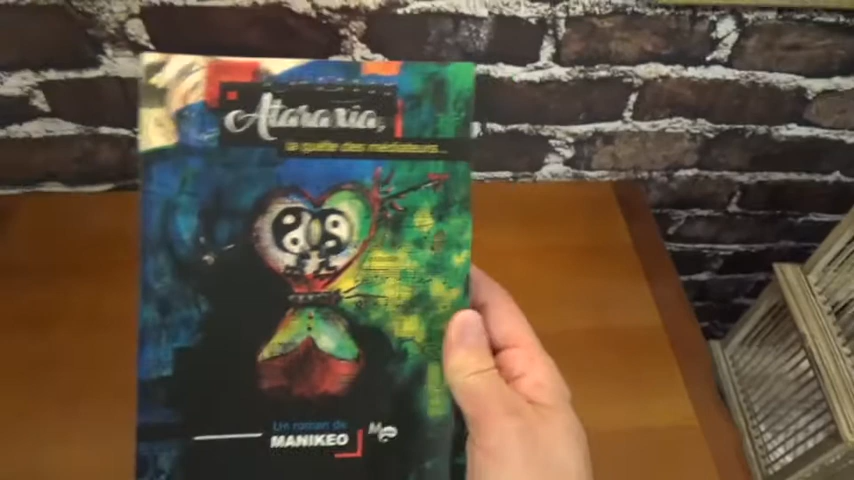 Ataraxia,
la quête des médiateurs...
Un roman de
MANIKEO